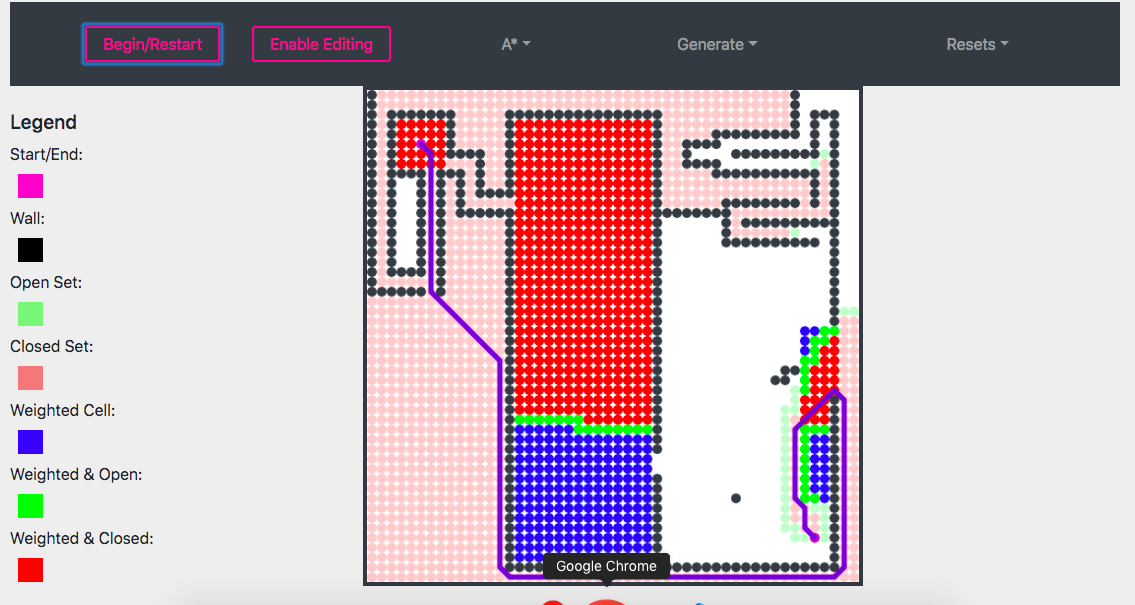 Begin/Restart
Enable Editing
A*
Generate
Resets
Legend
Start/End:
Wall:
Open Set:
Closed Set:
Weighted Cell:
Weighted & Open:
Weighted & Closed:
Google Chrome